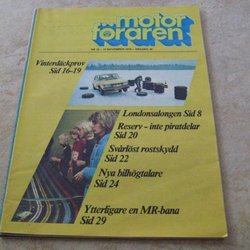 motor
föraren
Vinterdäckprov
Sid 16-19
Londonsalongen Sid 8
Reserv - inte piratdelar
Sid 20
Svårlöst rostskydd
Sid 22
Nya bilhögtalare
Sid 24
Ytterligare en MR-bana
Sid 29